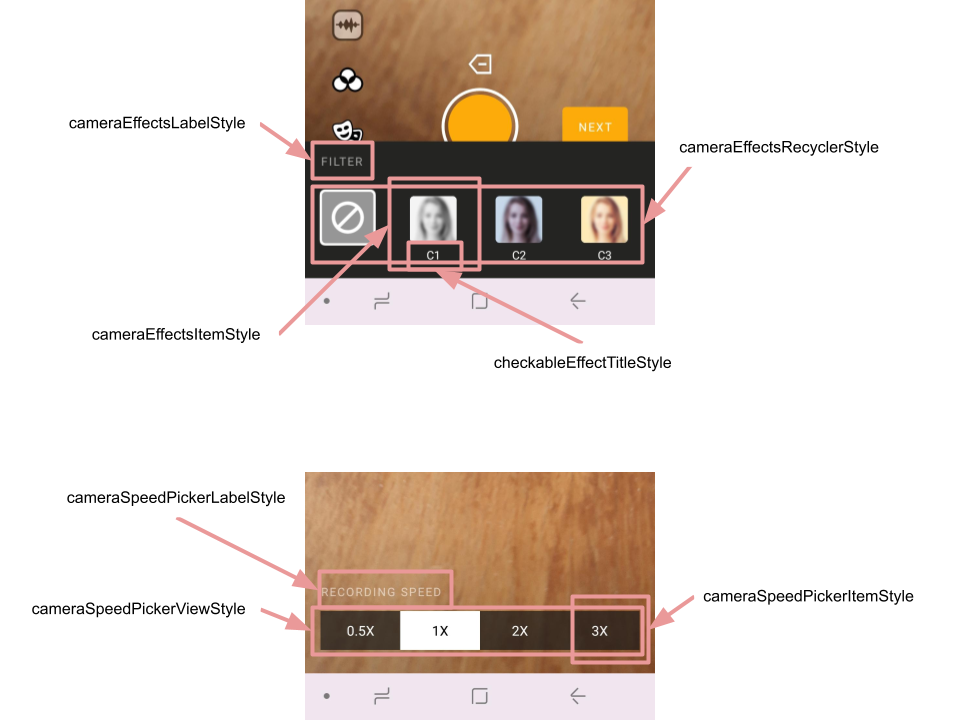 cameraEffectsLabelStyle
NEXT
cameraEffectsRecyclerStyle
FILTER
C1
C2
C3
cameraEffectsItemStyle
checkableEffectTitleStyle
cameraSpeedPickerLabelStyle
RECORDING SPEED
cameraSpeedPickerViewStyle
cameraSpeedPickerItemStyle
0.5X
1X
2X
3X